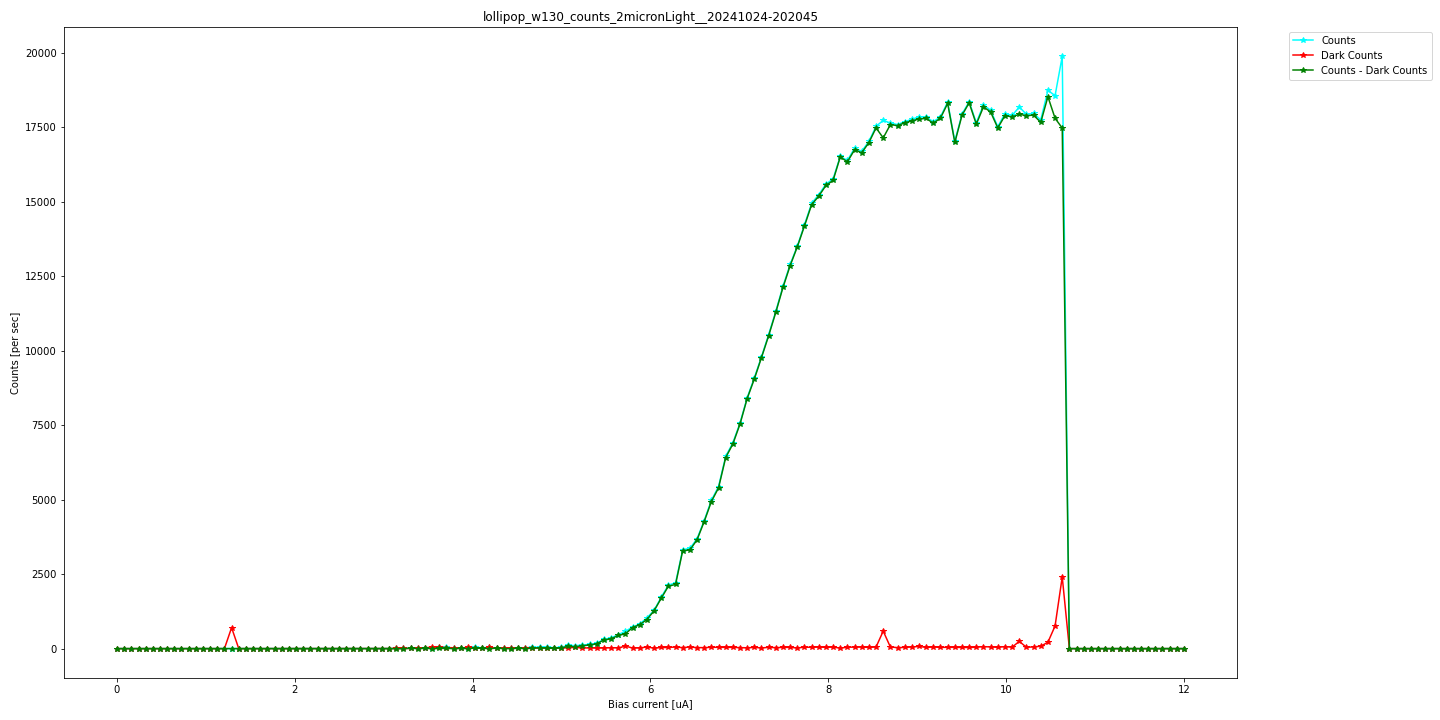 lollipop_w130_counts_2micronLight__20241024-202045
Counts
Dark Counts
Counts - Dark Counts
20000
17500
15000
12500
10000
7500
5000
2500
0
Counts [per sec]
0 2 4 6 8 10 12
Bias current [uA]